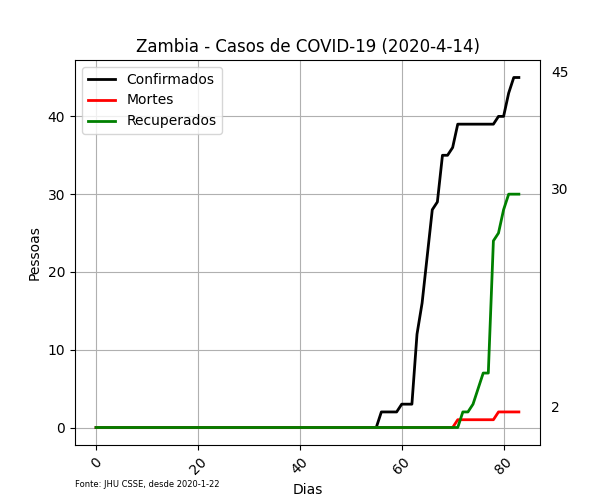 Zambia - Casos de COVID-19 (2020-4-14)
Confirmados
Mortes
Recuperados
45
30
2
40
30
20
10
0
Pessoas
0
20
40
60
80
Dias
Fonte: JHU CSSE, desde 2020-1-22